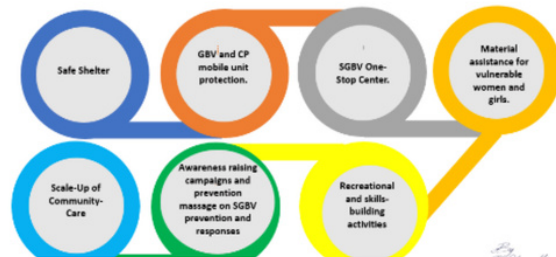 Safe Shelter
GBV and CP
mobile unit
protection.
SGBV One-
Stop Center.
Material
assistance for
vulnerable
women and
girls.
Scale-Up of
Community-
Care
Awareness raising
campaigns and
prevention
massage on SGBV
prevention and
responses
Recreational
and skills-
building
activities
By